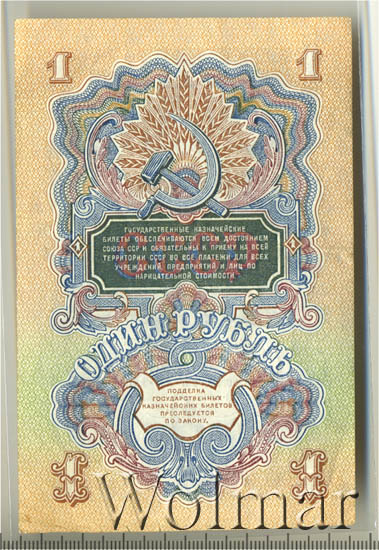 1 1
ГОСУДАРСТВЕННЫЕ КАЗНАЧЕЙСКИЕ
БИЛЕТЫ ОБЕСПЕЧИВАЮТСЯ ВСЕМ ДОСТОЯНИЕМ
СОЮЗА ССР И ОБЯЗАТЕЛЬНЫ К ПРИЕМУ НА ВСЕЙ
ТЕРРИТОРИИ СССР ВО ВСЕ ПЛАТЕЖИ ДЛЯ ВСЕХ
УЧРЕЖДЕНИЙ, ПРЕДПРИЯТИЙ И ЛИЦ ПО
НАРИЦАТЕЛЬНОЙ СТОИМОСТИ.
1 1
ОДИН РУБЛЬ
ПОДДЕЛКА
ГОСУДАРСТВЕННЫХ
КАЗНАЧЕЙСКИХ БИЛЕТОВ
ПРЕСЛЕДУЕТСЯ
ПО ЗАКОНУ.
1 1
Wolmar